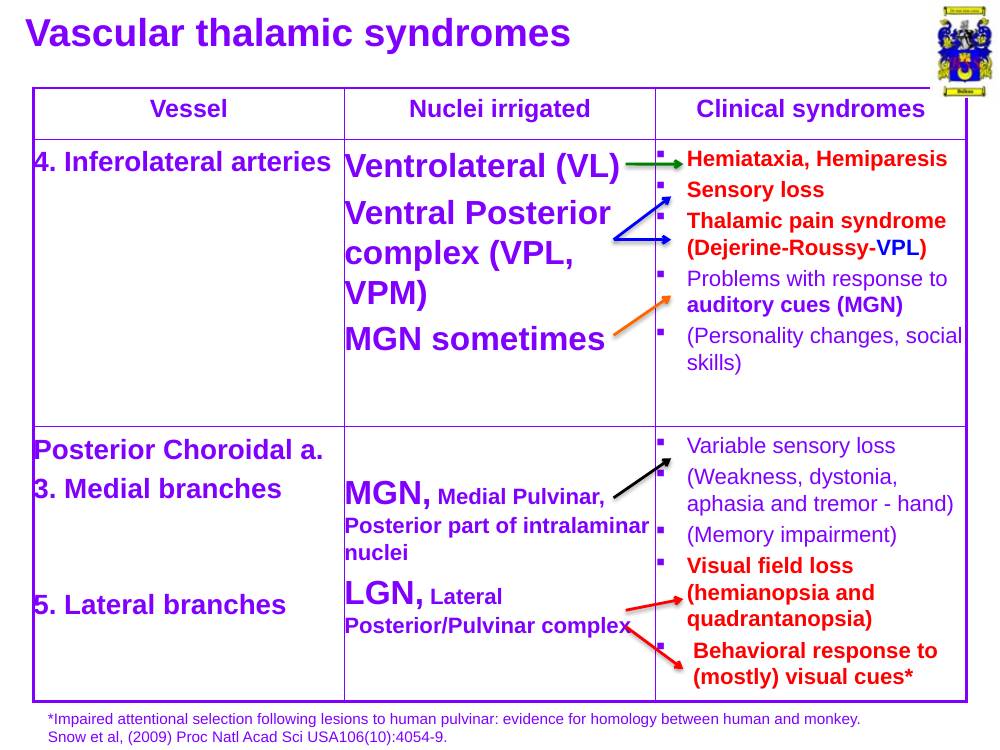 Vascular thalamic syndromes
Vessel
Nuclei irrigated
Clinical syndromes
4. Inferolateral arteries
Ventrolateral (VL)
Ventral Posterior
complex (VPL,
VPM)
MGN sometimes
▪ Hemiataxia, Hemiparesis
▪ Sensory loss
▪ Thalamic pain syndrome
(Dejerine-Roussy-VPL)
▪ Problems with response to
auditory cues (MGN)
▪ (Personality changes, social
skills)
Posterior Choroidal a.
3. Medial branches
5. Lateral branches
MGN, Medial Pulvinar,
Posterior part of intralaminar
nuclei
LGN, Lateral
Posterior/Pulvinar complex
▪ Variable sensory loss
▪ (Weakness, dystonia,
aphasia and tremor - hand)
▪ (Memory impairment)
▪ Visual field loss
(hemianopsia and
quadrantanopsia)
▪ Behavioral response to
(mostly) visual cues*
*Impaired attentional selection following lesions to human pulvinar: evidence for homology between human and monkey.
Snow et al, (2009) Proc Natl Acad Sci USA106(10):4054-9.